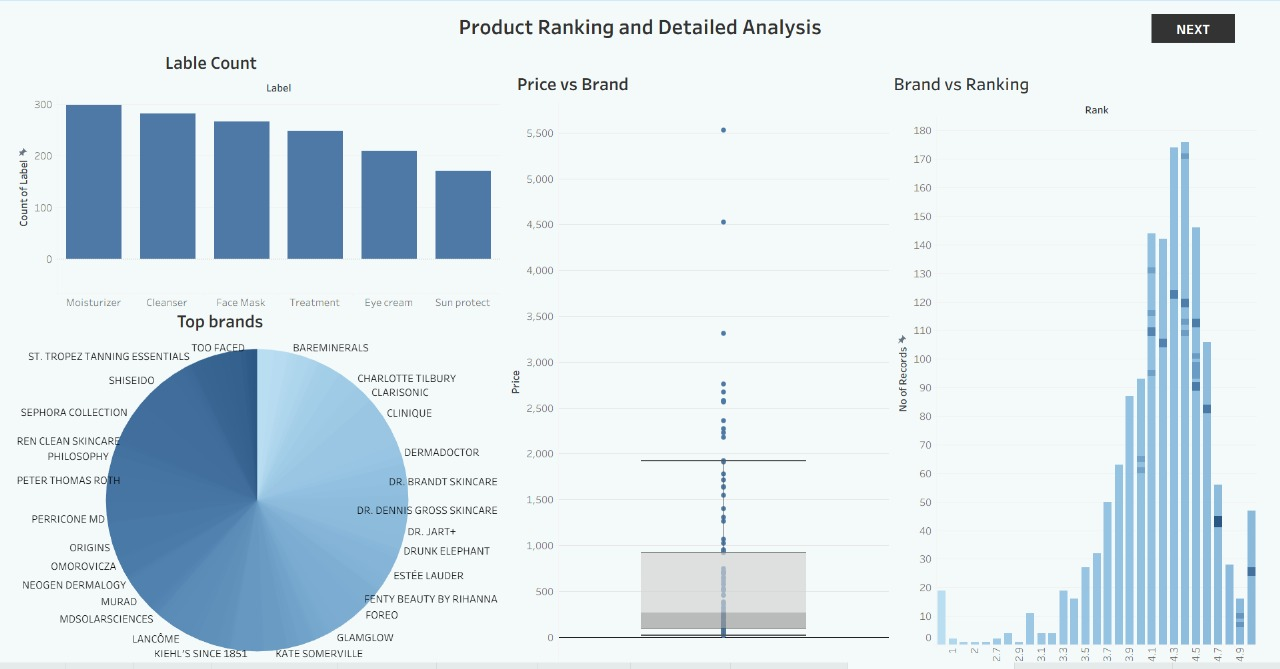 Product Ranking and Detailed Analysis
NEXT
Lable Count
Label
300
200
100
0
Count of Label
Moisturizer Cleanser Face Mask Treatment Eye cream Sun protect
Top brands
TOO FACED
BAREMINERALS
ST. TROPEZ TANNING ESSENTIALS
SHISEIDO
CHARLOTTE TILBURY
CLARISONIC
SEPHORA COLLECTION
CLINIQUE
REN CLEAN SKINCARE
PHILOSOPHY
DERMADOCTOR
PETER THOMAS ROTH
DR. BRANDT SKINCARE
PERRICONE MD
DR. DENNIS GROSS SKINCARE
DR. JART+
ORIGINS
DRUNK ELEPHANT
OMOROVICZA
ESTÉE LAUDER
NEOGEN DERMALOGY
MURAD
FENTY BEAUTY BY RIHANNA
MDSOLARSCIENCES
FOREO
LANCÔME
GLAMGLOW
KIEHL'S SINCE 1851
KATE SOMERVILLE
Price vs Brand
5,500
5,000
4,500
4,000
3,500
3,000
2,500
2,000
1,500
1,000
500
0
Price
Brand vs Ranking
Rank
180
170
160
150
140
130
120
110
100
90
80
70
60
50
40
30
20
10
0
No of Records
1 2 2.7 2.9 3.1 3.3 3.5 3.7 3.9 4.1 4.3 4.5 4.7 4.9